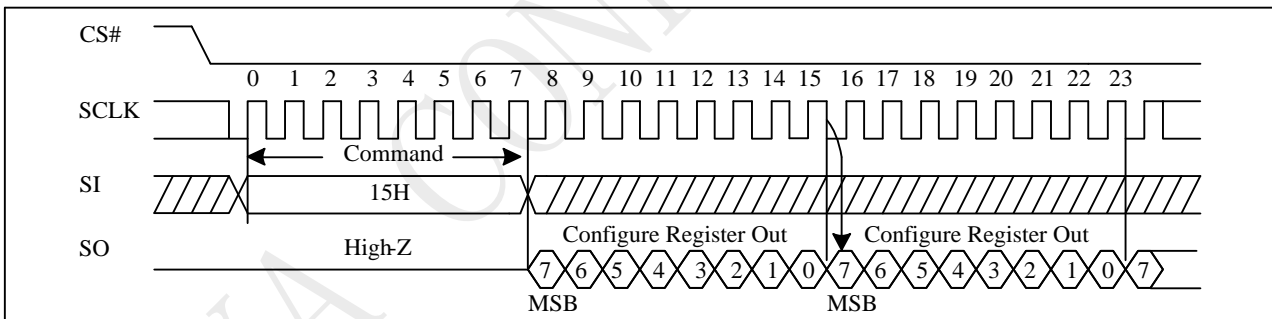 CS#
0 1 2 3 4 5 6 7 8 9 10 11 12 13 14 15 16 17 18 19 20 21 22 23
SCLK
Command
SI
15H
SO
High-Z
Configure Register Out
Configure Register Out
7 6 5 4 3 2 1 0 7 6 5 4 3 2 1 0 7
MSB
MSB